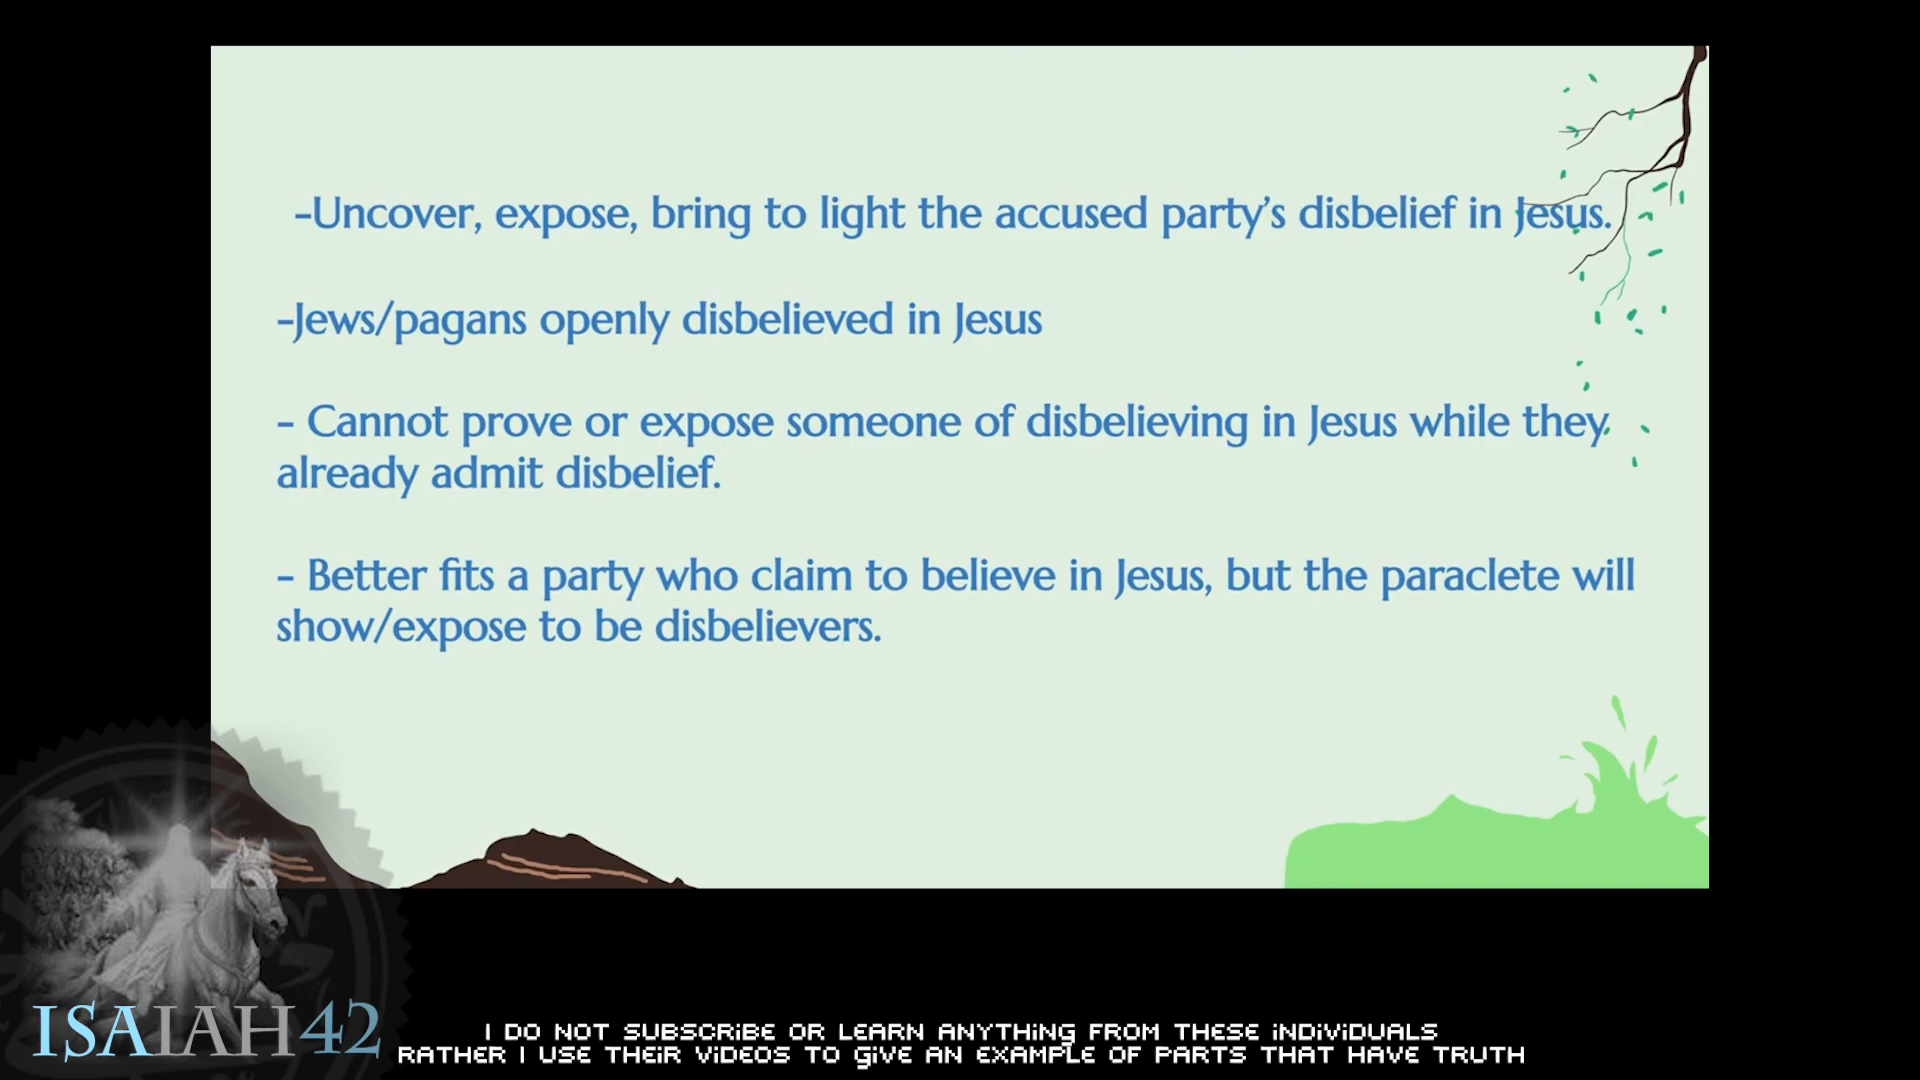 -Uncover, expose, bring to light the accused party's disbelief in Jesus.
-Jews/pagans openly disbelieved in Jesus
- Cannot prove or expose someone of disbelieving in Jesus while they
already admit disbelief.
- Better fits a party who claim to believe in Jesus, but the paraclete will
show/expose to be disbelievers.
ISAIAH 42
I DO NOT SUBSCRIBE OR LEARN ANYTHING FROM THESE INDIVIDUALS
RATHER I USE THEIR VIDEOS TO GIVE AN EXAMPLE OF PARTS THAT HAVE TRUTH